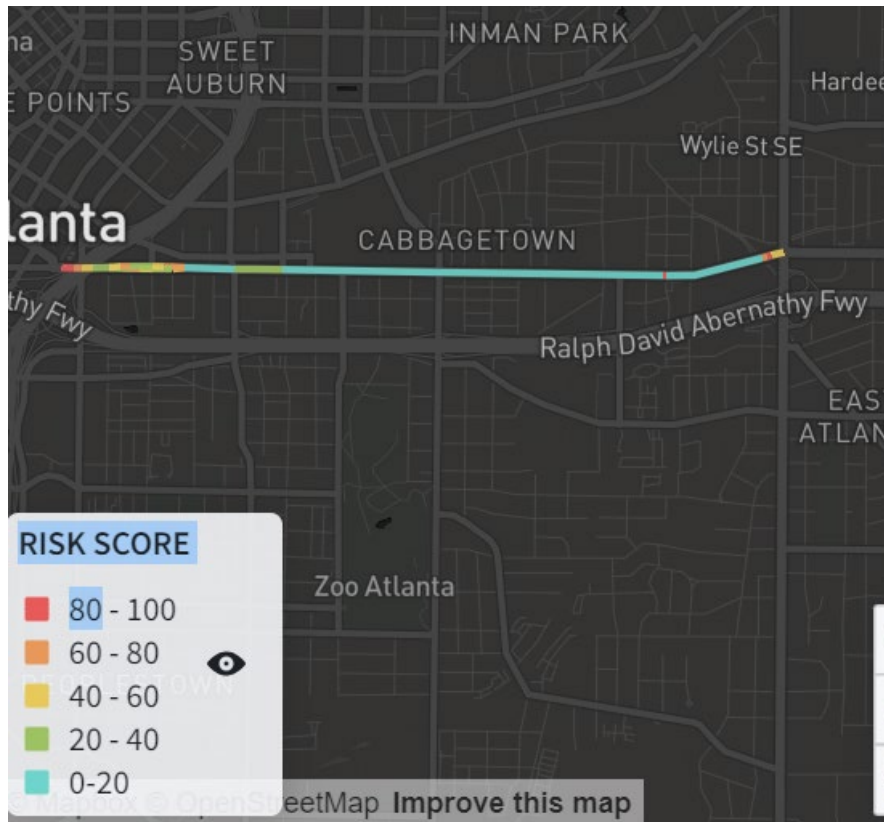 na
SWEET
AUBURN
INMAN PARK
E POINTS
Hardee
Wylie St SE
lanta
CABBAGETOWN
thy Fwy
Ralph David Abernathy Fwy
EAS
ATLAN
Zoo Atlanta
RISK SCORE
80 - 100
60 - 80
PEOPLESTOWN
40 - 60
20 - 40
0-20
© Mapbox © OpenStreetMap Improve this map